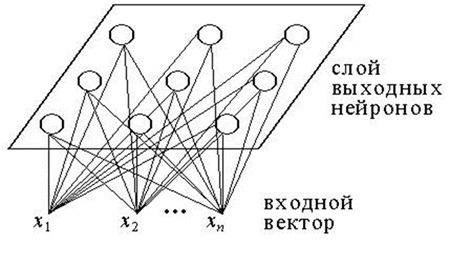 слой
выходных
нейронов
x1 x2 ... xn
входной
вектор